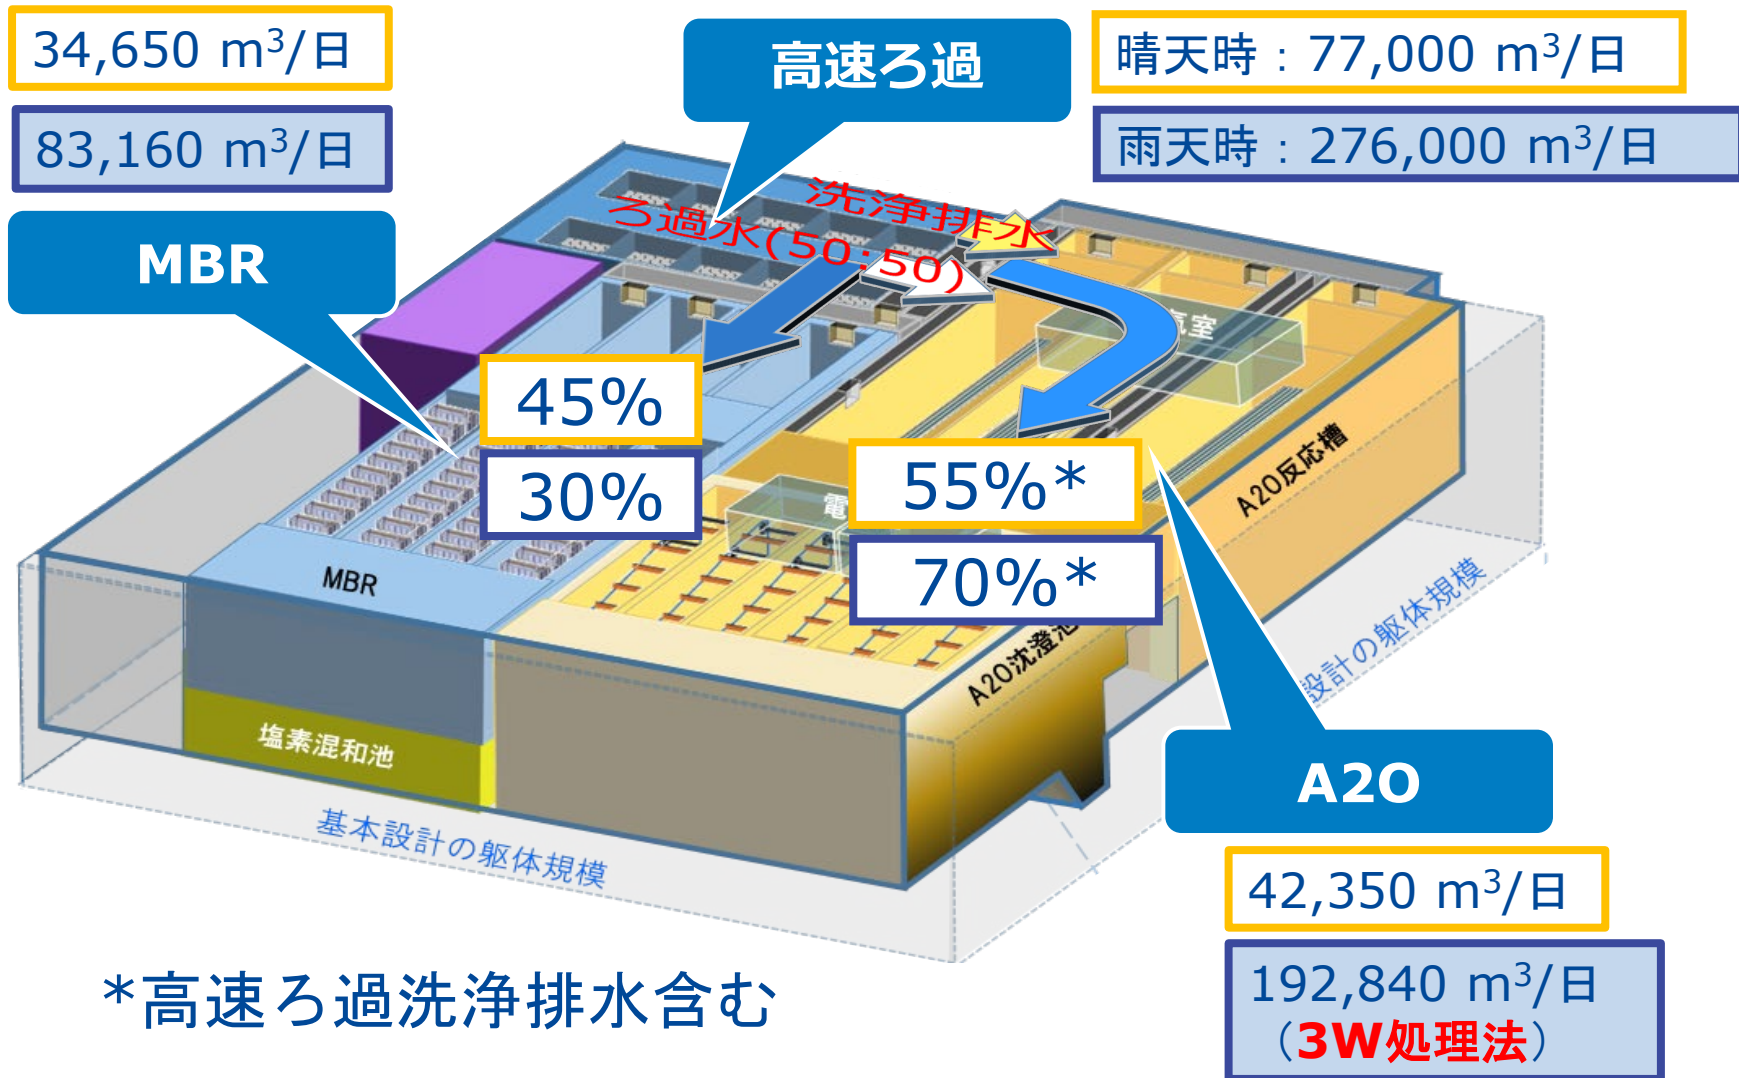 34,650 m³/日
83,160 m³/日
高速ろ過
晴天時：77,000 m³/日
雨天時：276,000 m³/日
洗浄排水
ろ過水(50:50)
MBR
45%
30%
気室
55%*
70%*
電
A2O反応槽
MBR
A2O沈澄池
設計の躯体規模
塩素混和池
基本設計の躯体規模
A2O
42,350 m³/日
192,840 m³/日
（3W処理法）
*高速ろ過洗浄排水含む